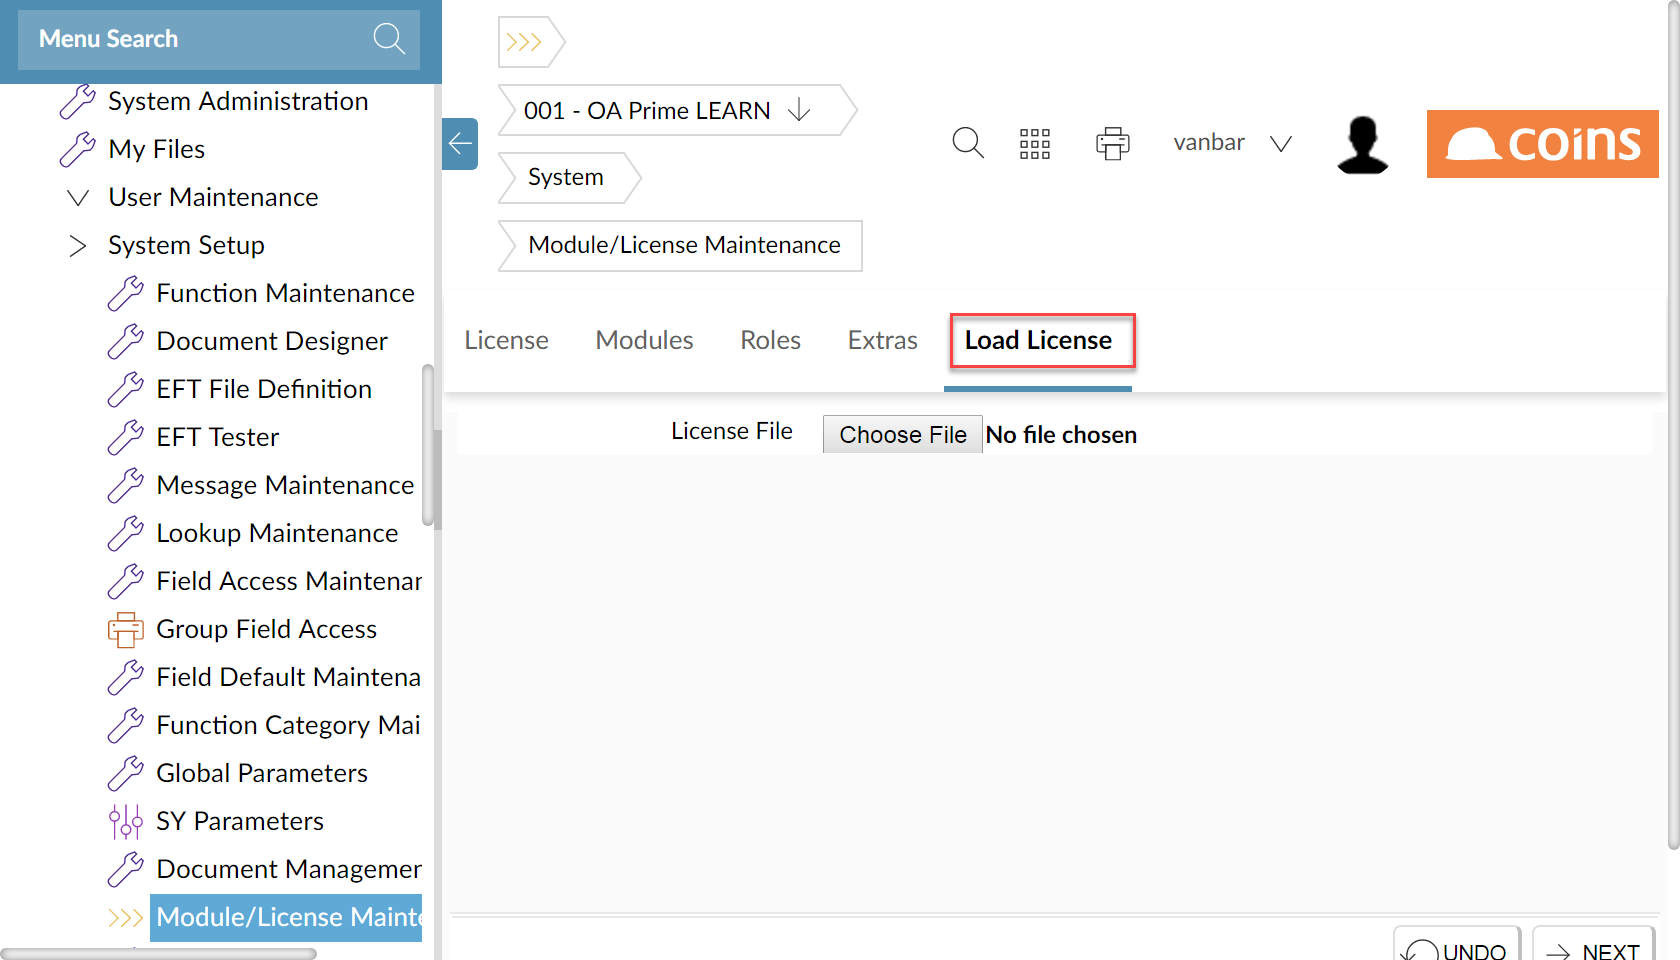 Menu Search
System Administration
My Files
User Maintenance
System Setup
Function Maintenance
Document Designer
EFT File Definition
EFT Tester
Message Maintenance
Lookup Maintenance
Field Access Maintenar
Group Field Access
Field Default Maintena
Function Category Mai
Global Parameters
SY Parameters
Document Managemer
Module/License Mainte
001 - OA Prime LEARN
System
Module/License Maintenance
vanbar
coins
License Modules Roles Extras Load License
License File Choose File No file chosen
UNDO NEXT